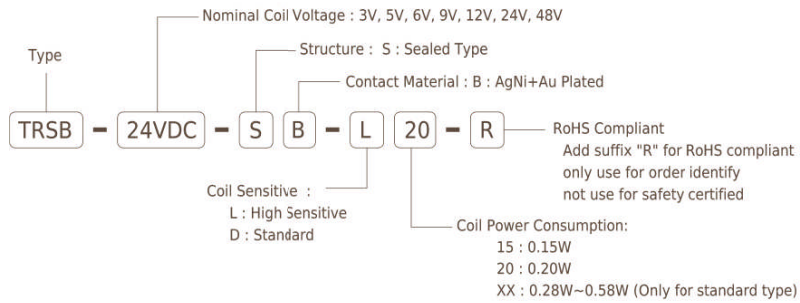 Nominal Coil Voltage : 3V, 5V, 6V, 9V, 12V, 24V, 48V
Structure : S : Sealed Type
Type
Contact Material : B : AgNi+Au Plated
TRSB - 24VDC - S B - L 20 - R
RoHS Compliant
Add suffix "R" for RoHS compliant
only use for order identify
not use for safety certified
Coil Sensitive :
L : High Sensitive
D : Standard
Coil Power Consumption:
15 : 0.15W
20 : 0.20W
XX : 0.28W~0.58W (Only for standard type)